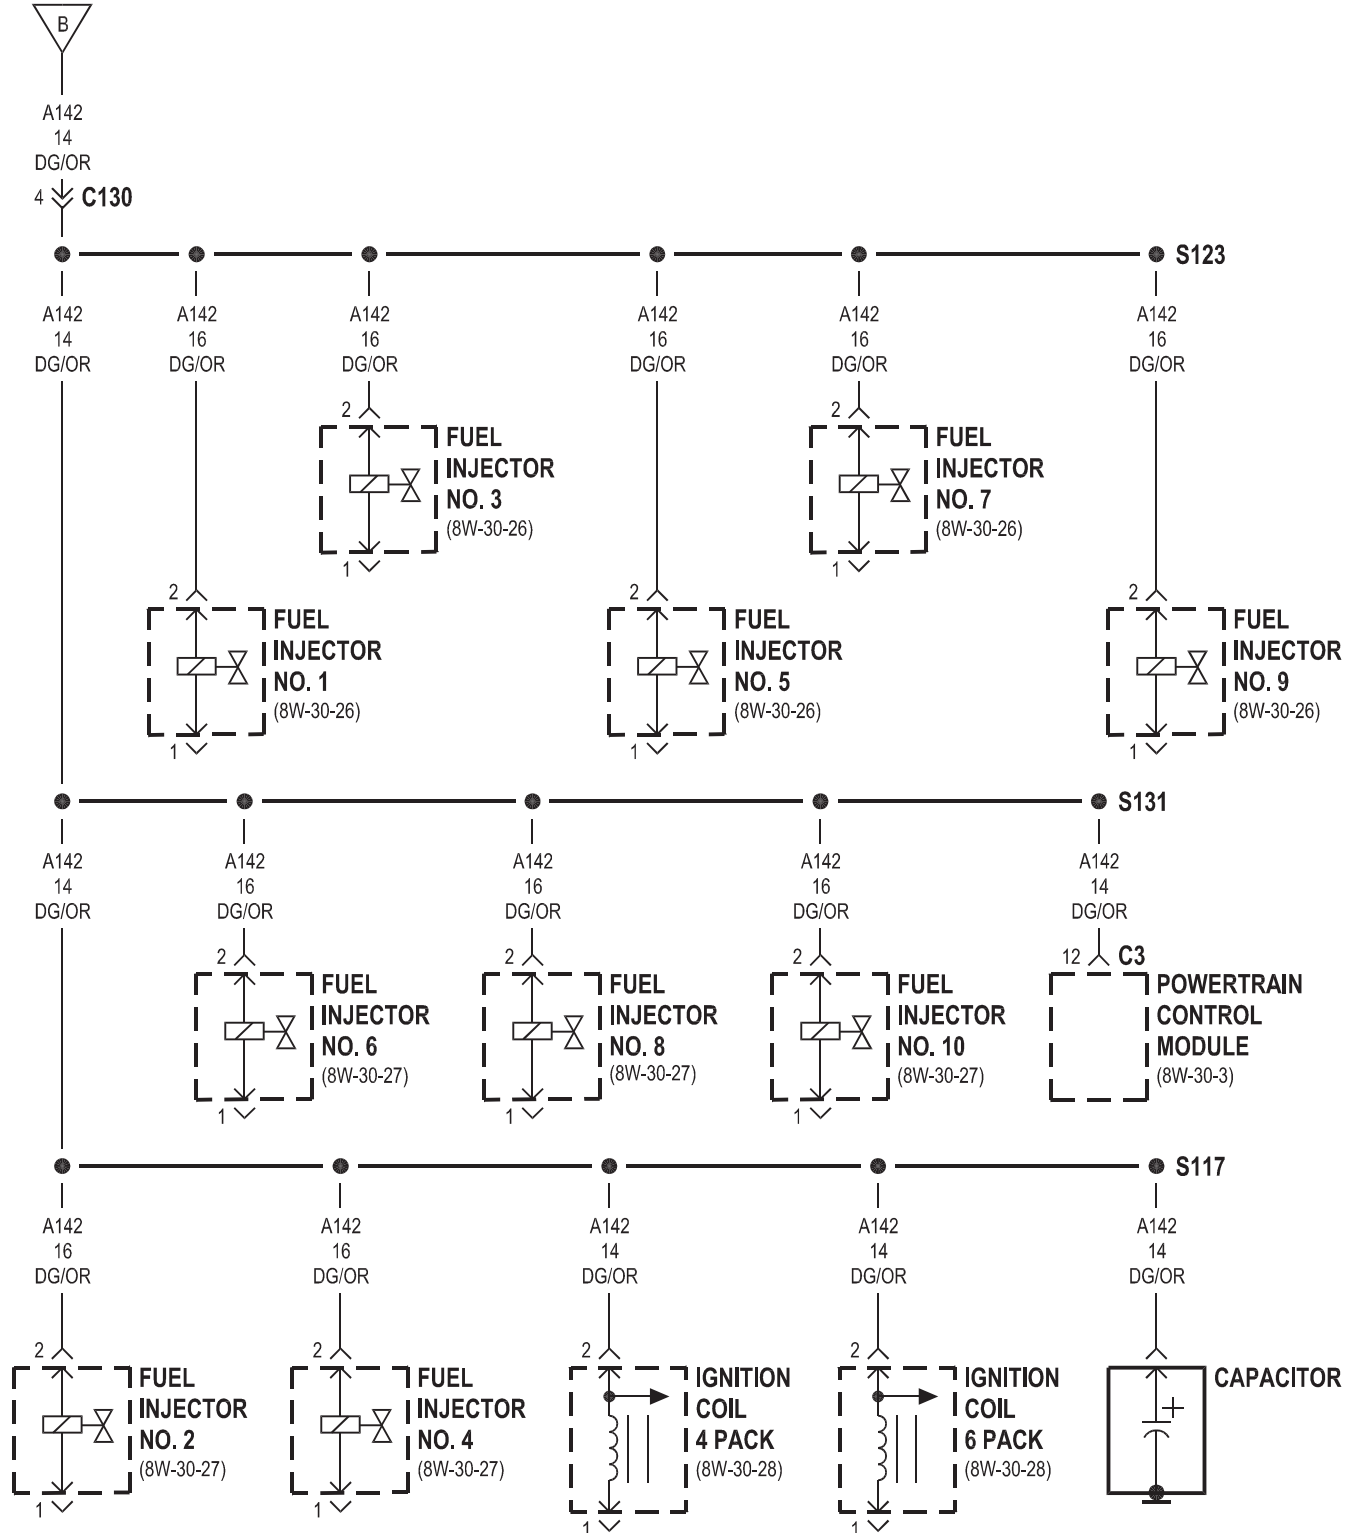 B
A142
14
DG/OR
4 C130
S123
A142
14
DG/OR
A142
16
DG/OR
A142
16
DG/OR
A142
16
DG/OR
A142
16
DG/OR
A142
16
DG/OR
2
FUEL
INJECTOR
NO. 3
(8W-30-26)
1
2
FUEL
INJECTOR
NO. 7
(8W-30-26)
1
2
FUEL
INJECTOR
NO. 1
(8W-30-26)
1
2
FUEL
INJECTOR
NO. 5
(8W-30-26)
1
2
FUEL
INJECTOR
NO. 9
(8W-30-26)
1
S131
A142
14
DG/OR
A142
16
DG/OR
A142
16
DG/OR
A142
16
DG/OR
A142
14
DG/OR
2
FUEL
INJECTOR
NO. 6
(8W-30-27)
1
2
FUEL
INJECTOR
NO. 8
(8W-30-27)
1
2
FUEL
INJECTOR
NO. 10
(8W-30-27)
1
12 C3
POWERTRAIN
CONTROL
MODULE
(8W-30-3)
S117
A142
16
DG/OR
A142
16
DG/OR
A142
14
DG/OR
A142
14
DG/OR
A142
14
DG/OR
2
FUEL
INJECTOR
NO. 2
(8W-30-27)
1
2
FUEL
INJECTOR
NO. 4
(8W-30-27)
1
2
IGNITION
COIL
4 PACK
(8W-30-28)
1
2
IGNITION
COIL
6 PACK
(8W-30-28)
1
CAPACITOR
+